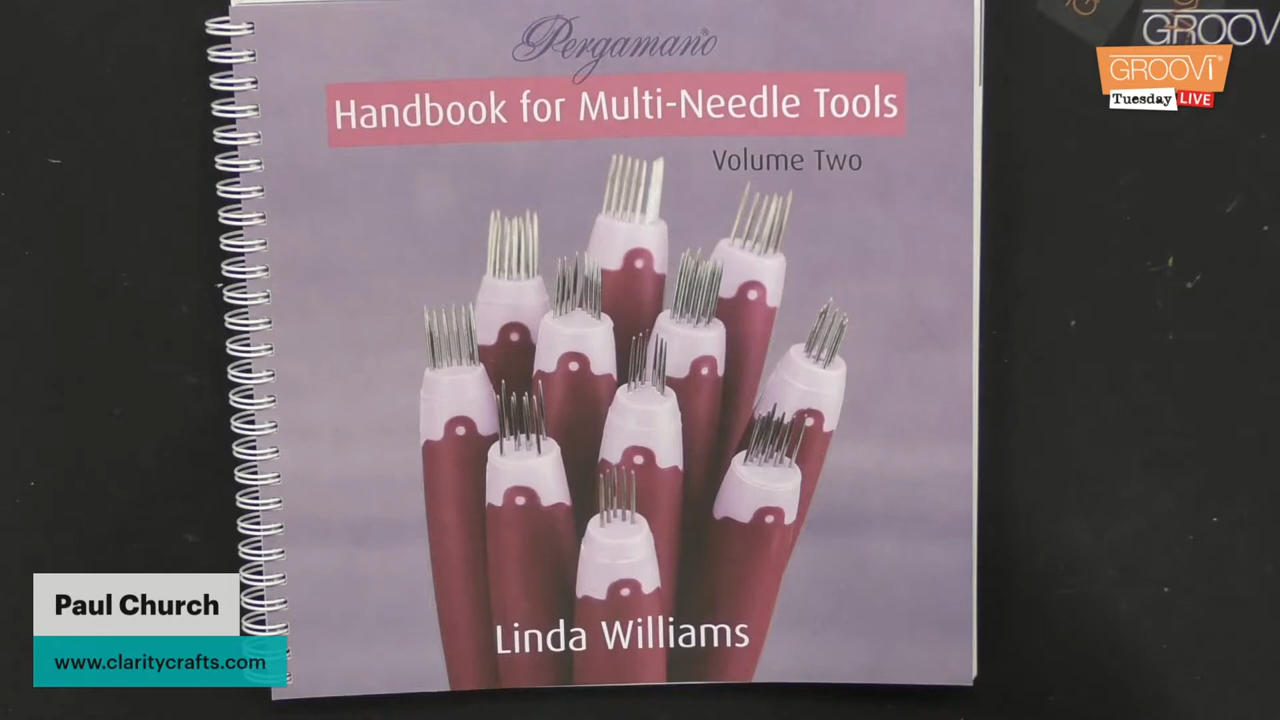 Pergamano®
Handbook for Multi-Needle Tools
Volume Two
Linda Williams
GROOVI
GROOVI®
Tuesday LIVE
Paul Church
www.claritycrafts.com